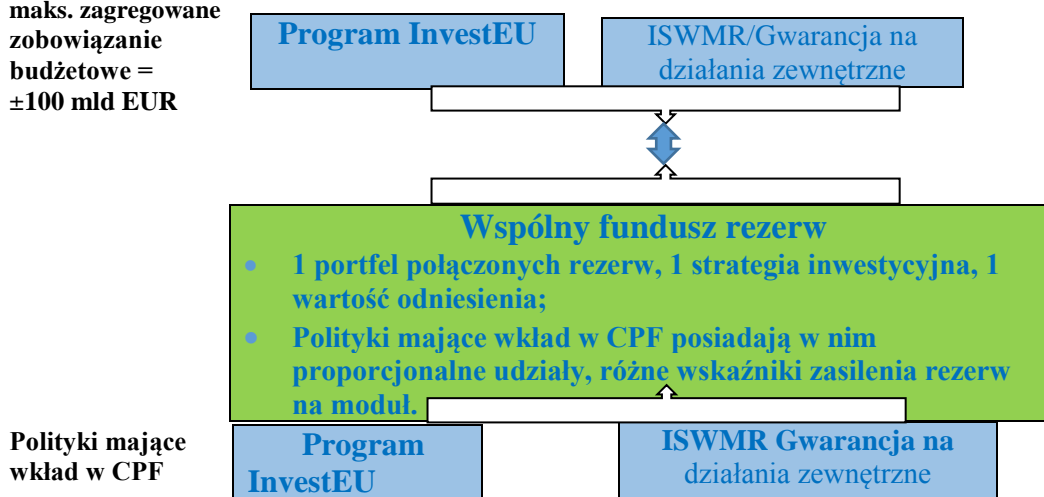 maks. zagregowane
zobowiązanie
budżetowe =
±100 mld EUR
Program InvestEU
ISWMR/Gwarancja na
działania zewnętrzne
Wspólny fundusz rezerw
• 1 portfel połączonych rezerw, 1 strategia inwestycyjna, 1
wartość odniesienia;
• Polityki mające wkład w CPF posiadają w nim
proporcjonalne udziały, różne wskaźniki zasilenia rezerw
na moduł.
Polityki mające
wkład w CPF
Program
InvestEU
ISWMR Gwarancja na
działania zewnętrzne